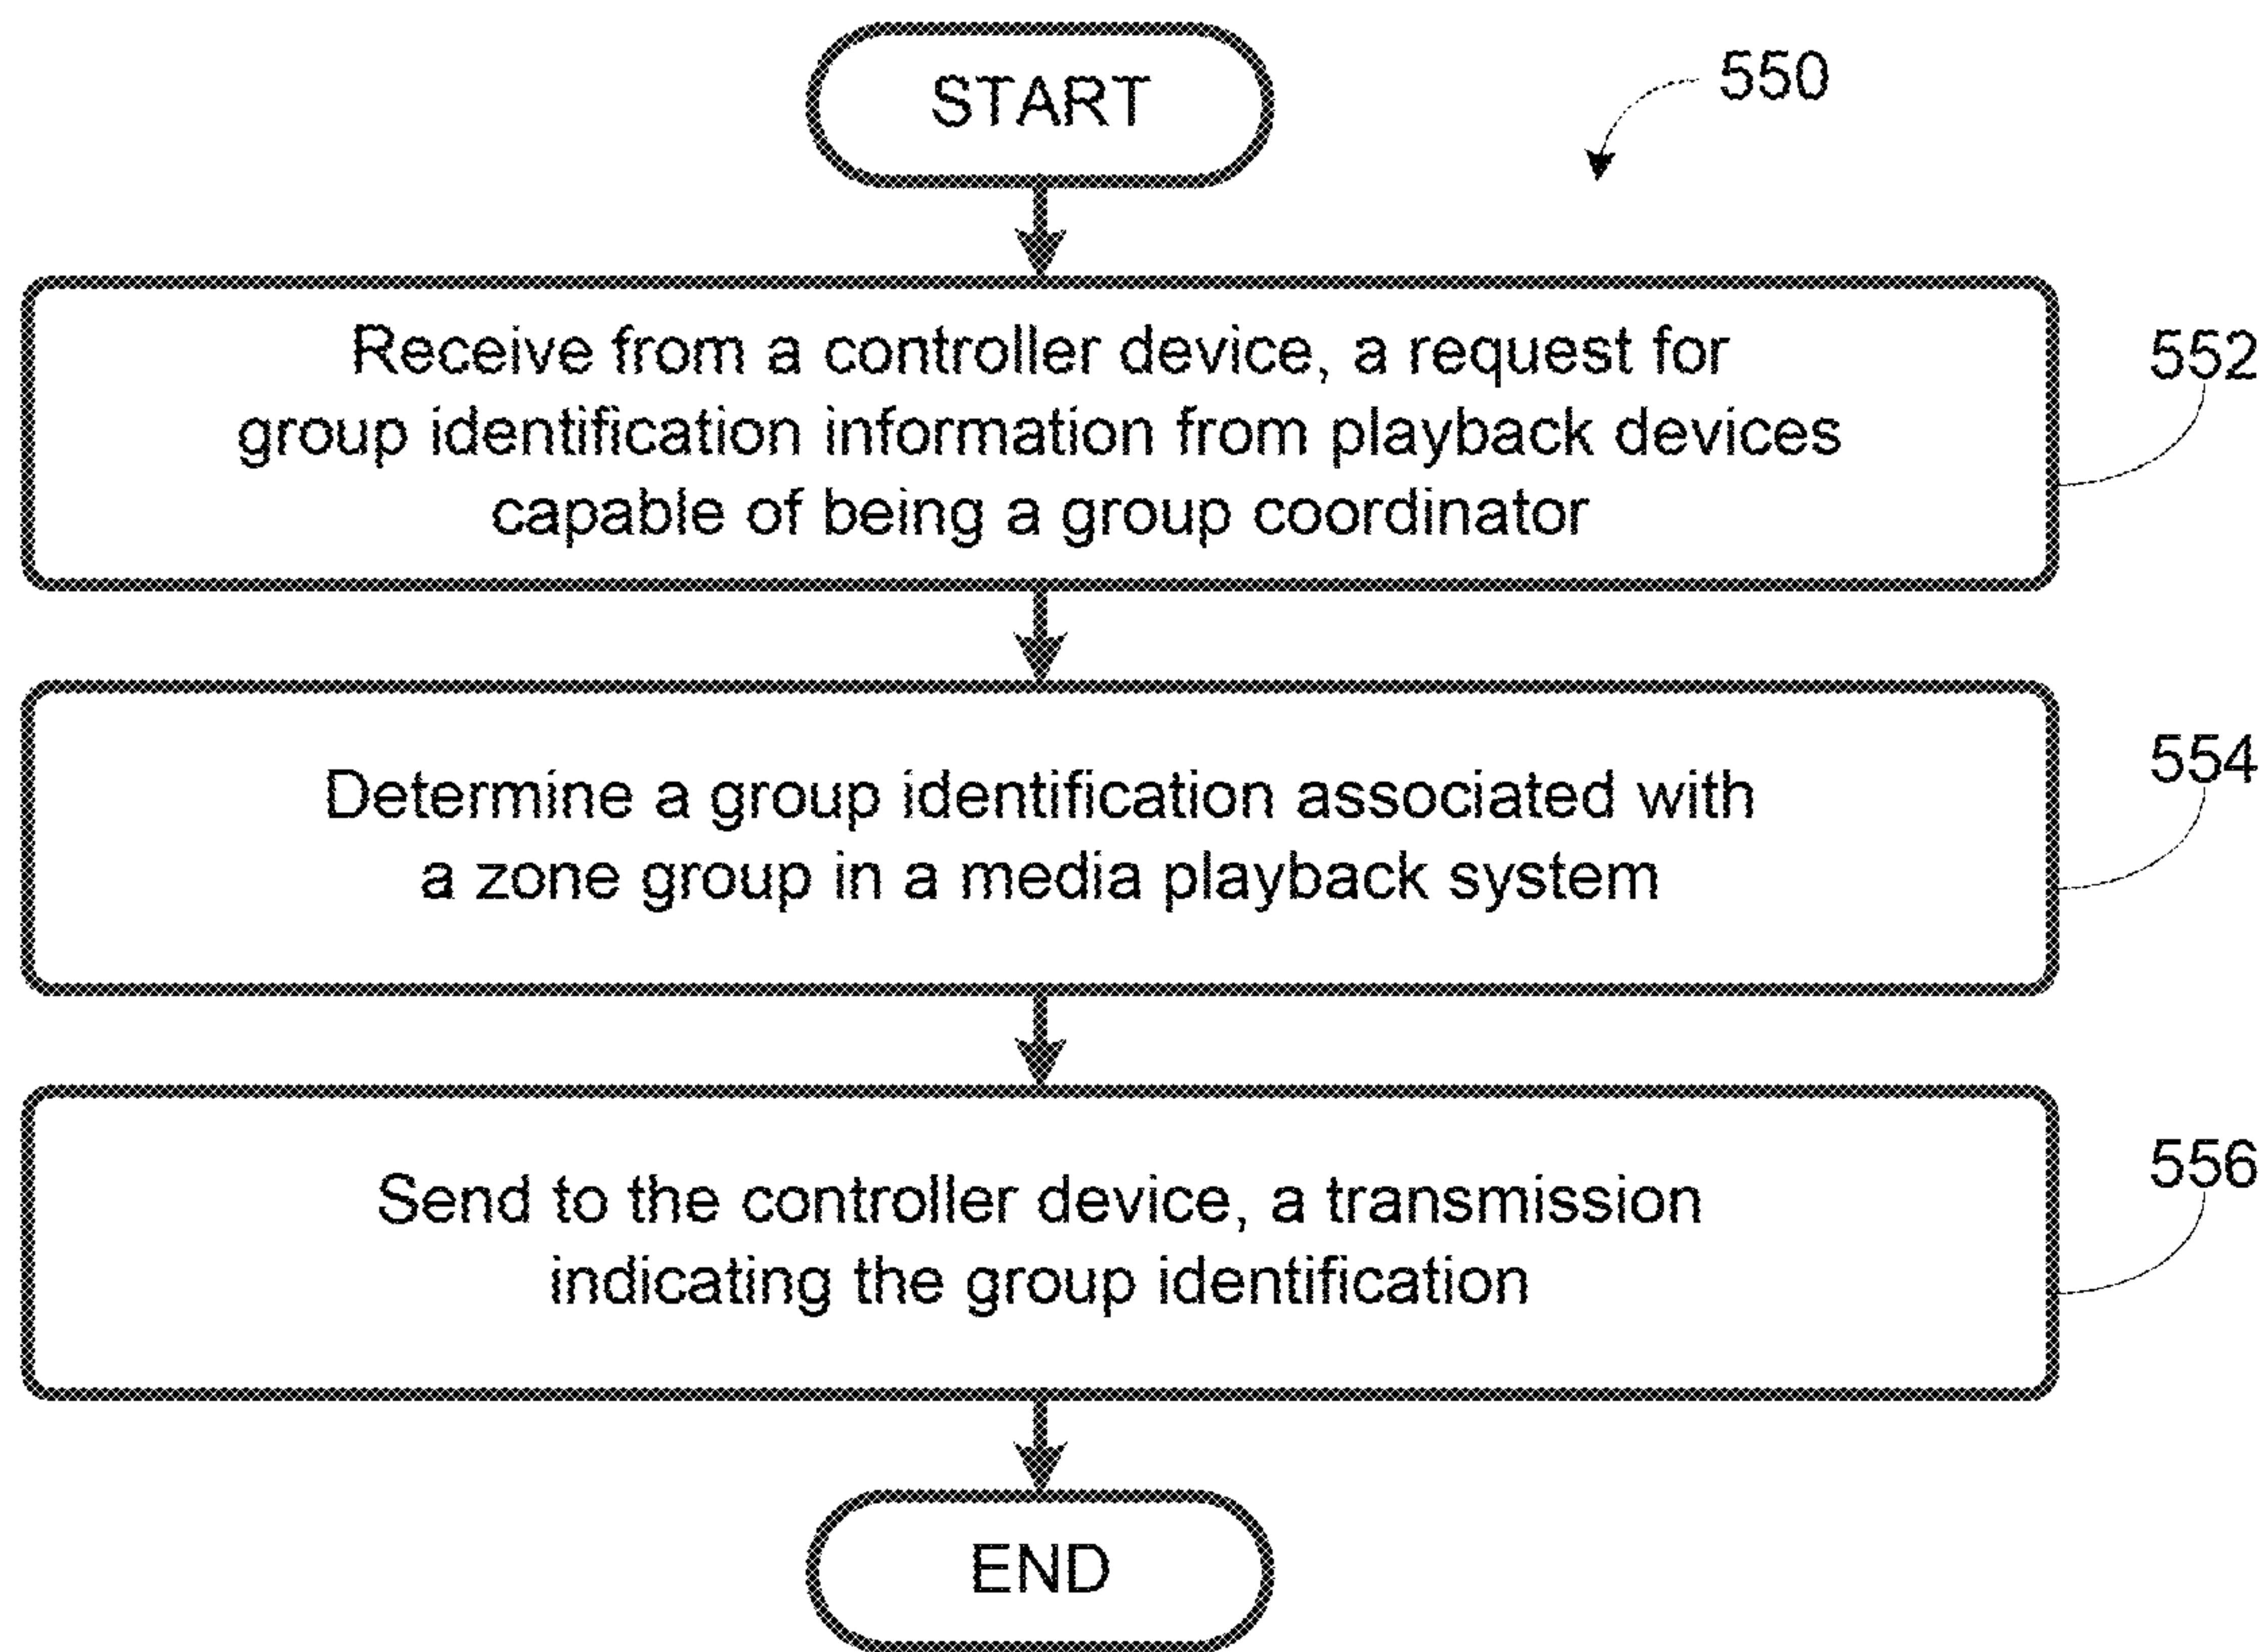 START
550
Receive from a controller device, a request for
group identification information from playback devices
capable of being a group coordinator
552
Determine a group identification associated with
a zone group in a media playback system
554
Send to the controller device, a transmission
indicating the group identification
556
END